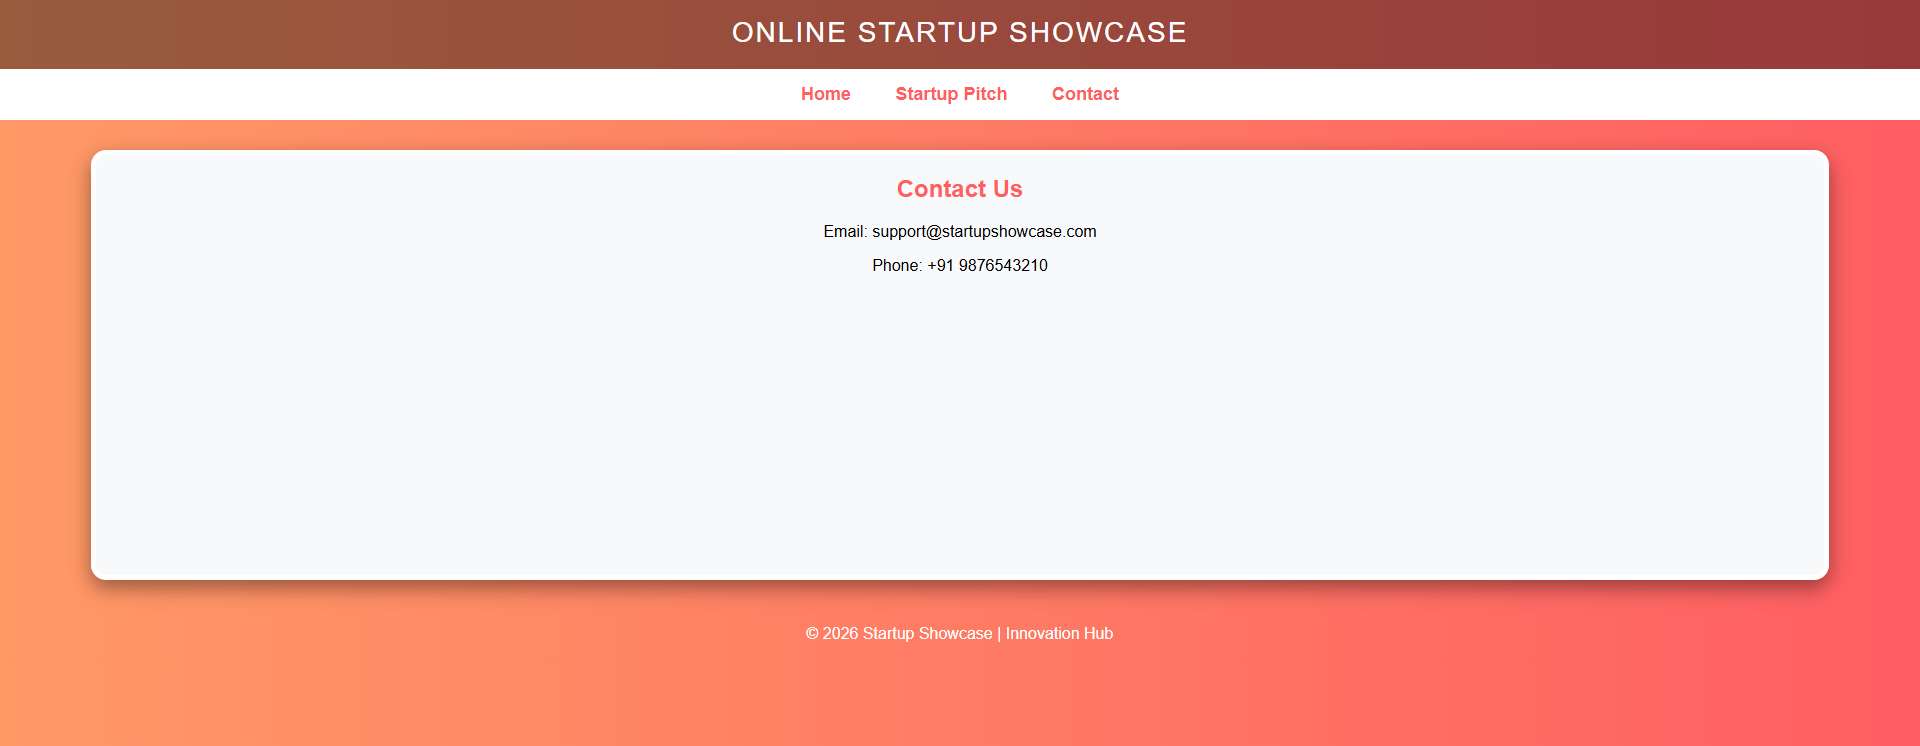 ONLINE STARTUP SHOWCASE
Home Startup Pitch Contact
Contact Us
Email: support@startupshowcase.com
Phone: +91 9876543210
© 2026 Startup Showcase | Innovation Hub